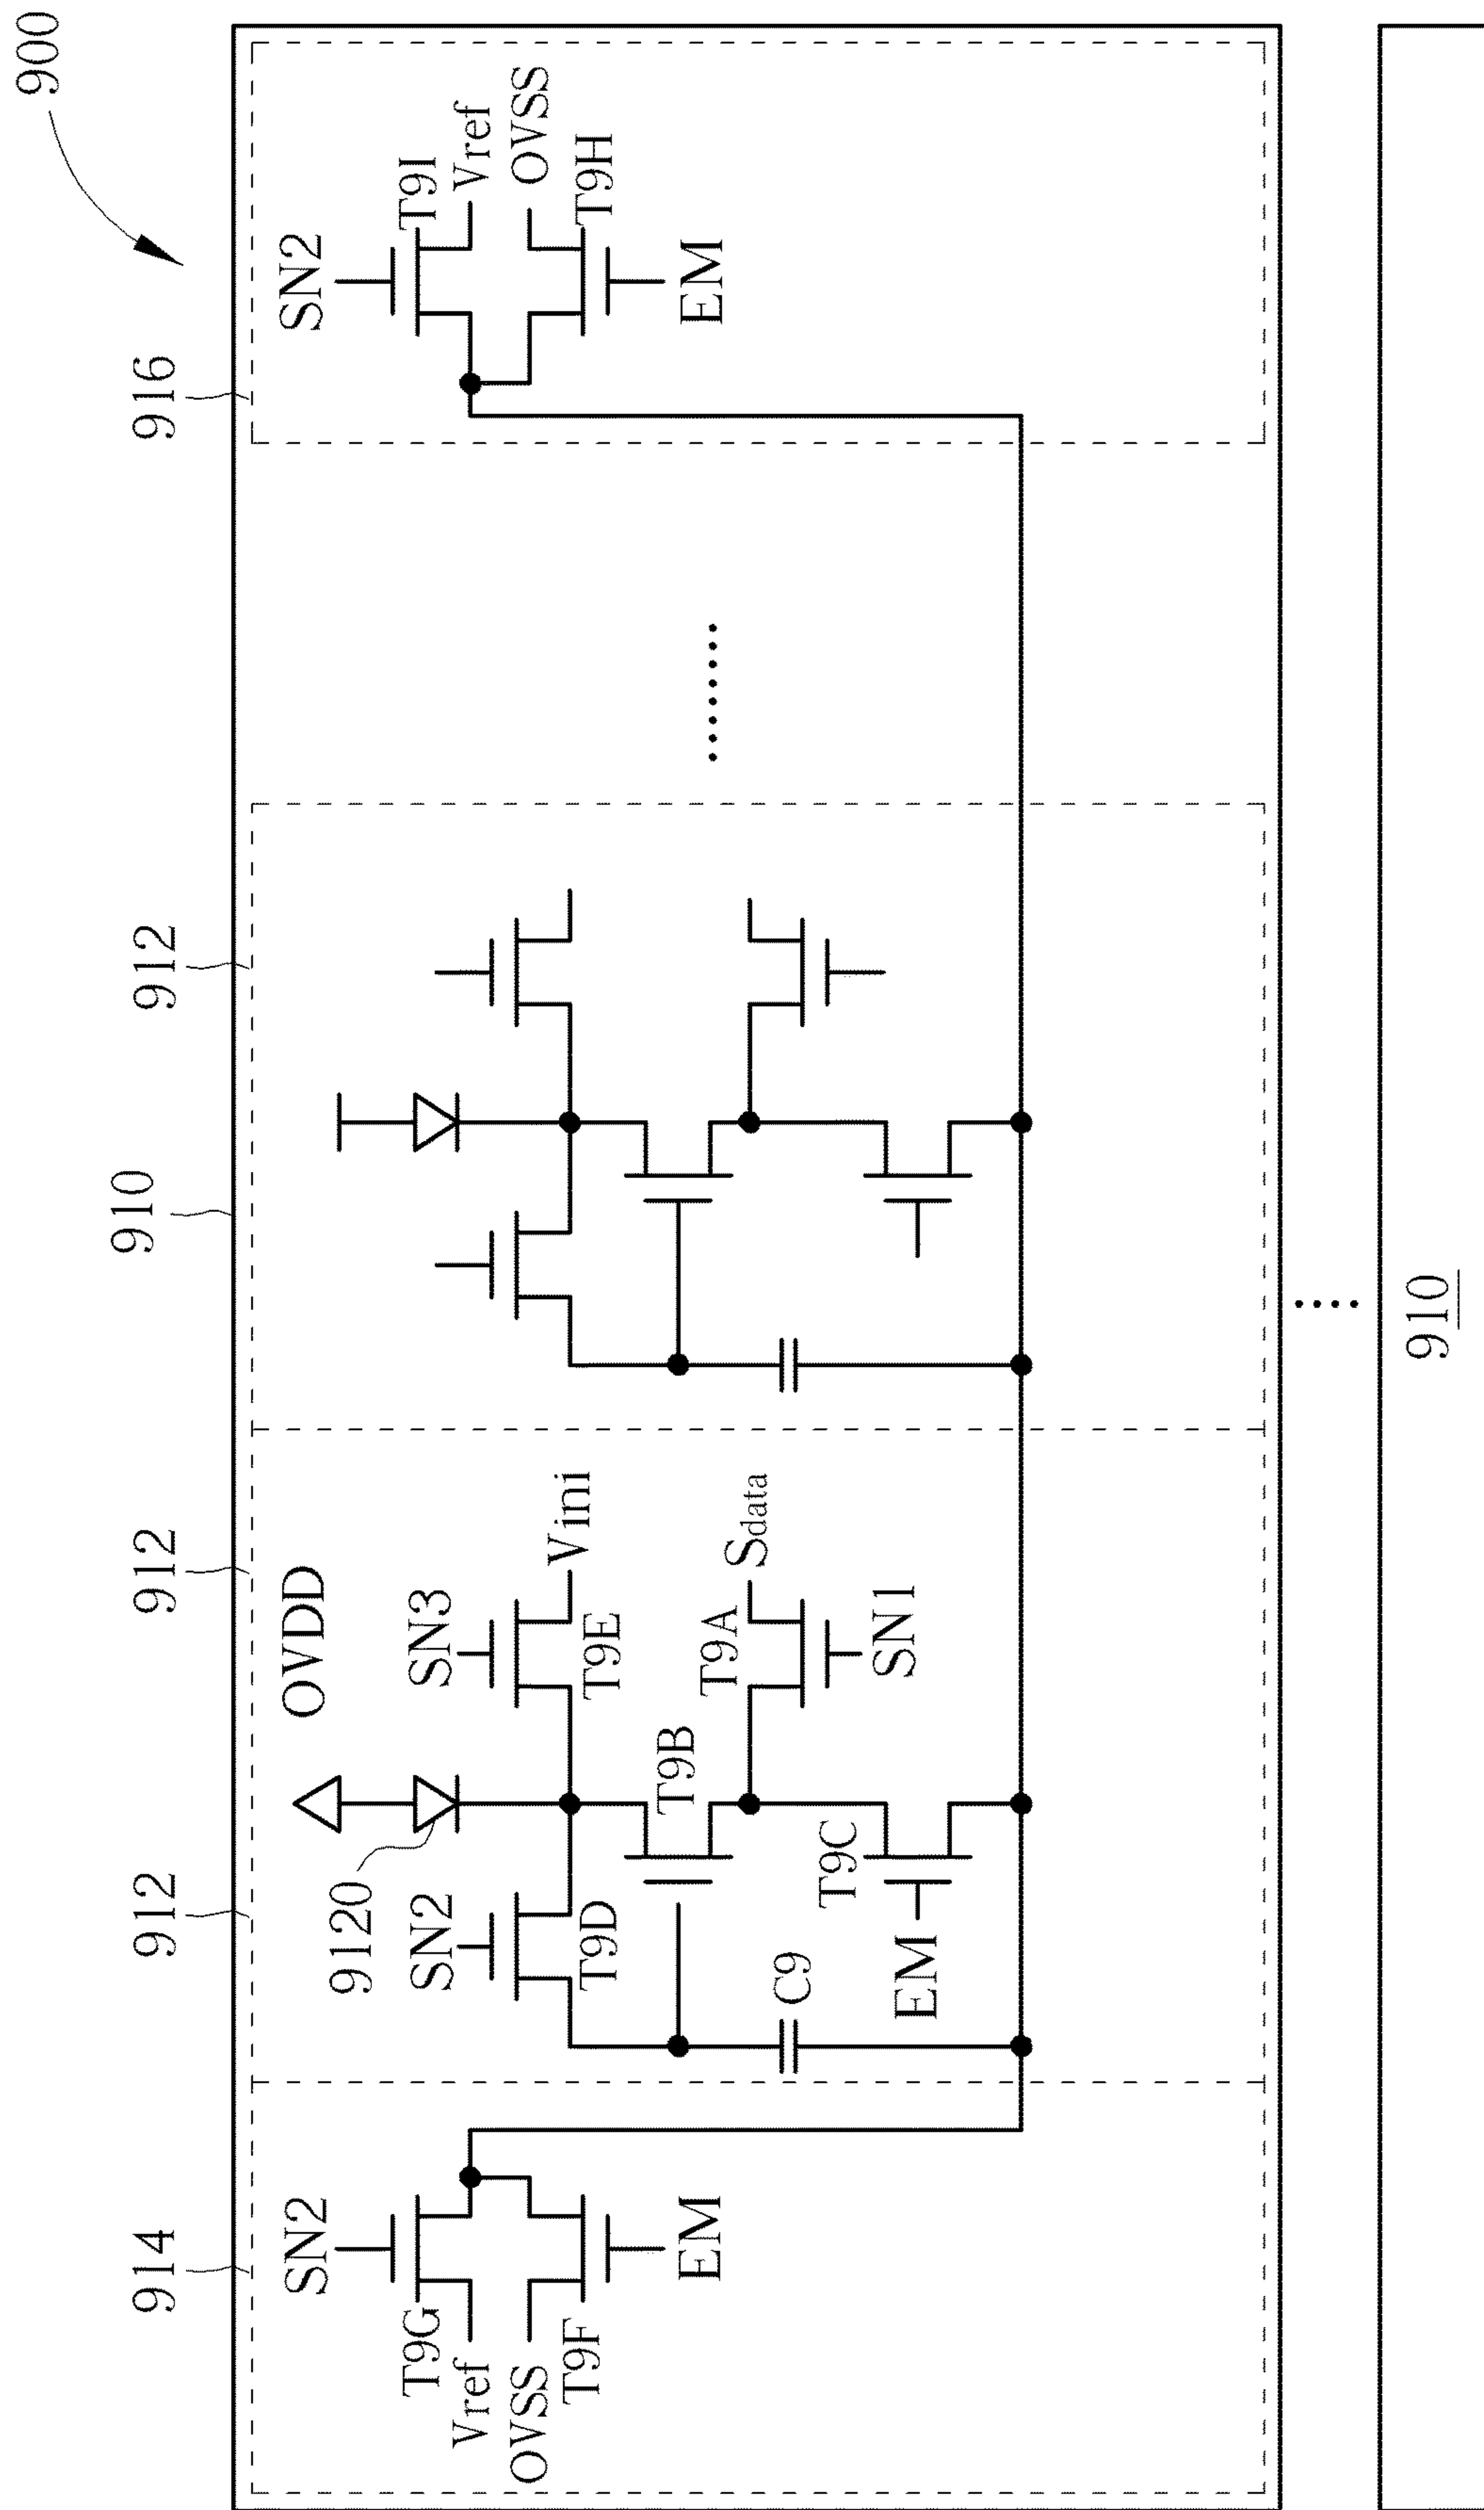 900
910
914
912
912
912
916
SN2
T9G
Vref
OVSS
T9F
EM
OVDD
9120
SN2
T9D
SN3
Vini
T9E
T9B
T9A
Sdata
SN1
C9
T9C
EM
SN2
T9I
Vref
OVSS
T9H
EM
.......
....
910